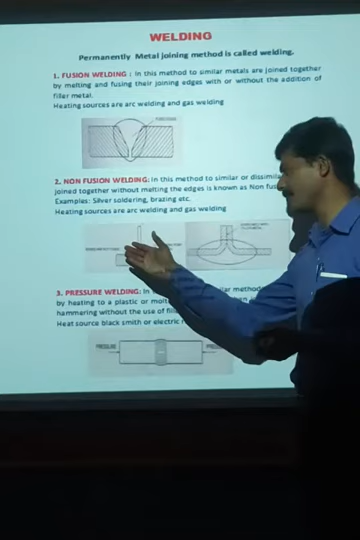 WELDING
Permanently Metal joining method is called welding.
1. FUSION WELDING : In this method to similar metals are joined together
by melting and fusing their joining edges with or without the addition of
filler metal.
Heating sources are arc welding and gas welding
2. NON FUSION WELDING: In this method to similar or
joined together without melting the edges is known as Non
Examples: Silver soldering, brazing etc.
Heating sources are arc welding and gas welding
3. PRESSURE WELDING: In
by heating to a plastic or
hammering without the use of
Heat source black smith or electric
PRESSURE